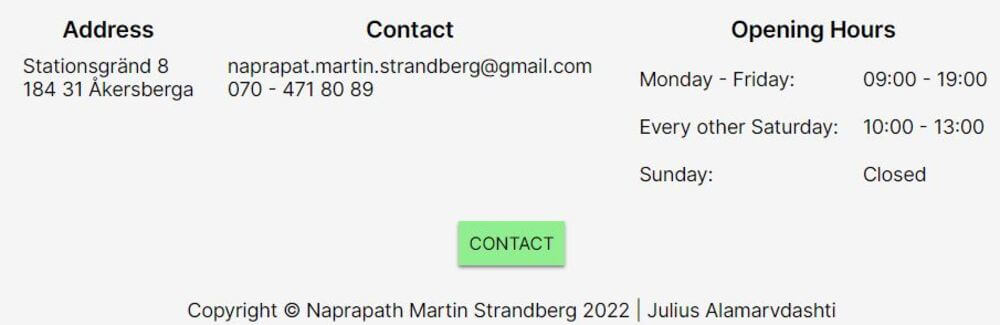 Address
Stationsgränd 8
184 31 Åkersberga
Contact
naprapat.martin.strandberg@gmail.com
070 - 471 80 89
Opening Hours
Monday - Friday: 09:00 - 19:00
Every other Saturday: 10:00 - 13:00
Sunday: Closed
CONTACT
Copyright © Naprapath Martin Strandberg 2022 | Julius Alamarvdashti